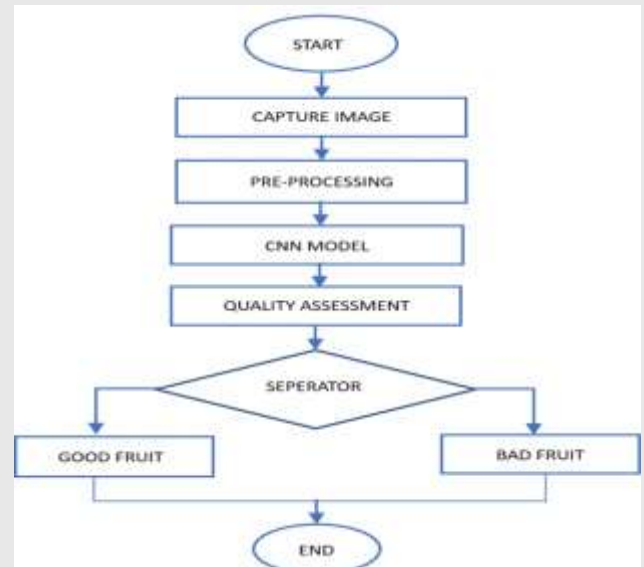 START
CAPTURE IMAGE
PRE-PROCESSING
CNN MODEL
QUALITY ASSESSMENT
SEPERATOR
GOOD FRUIT
BAD FRUIT
END